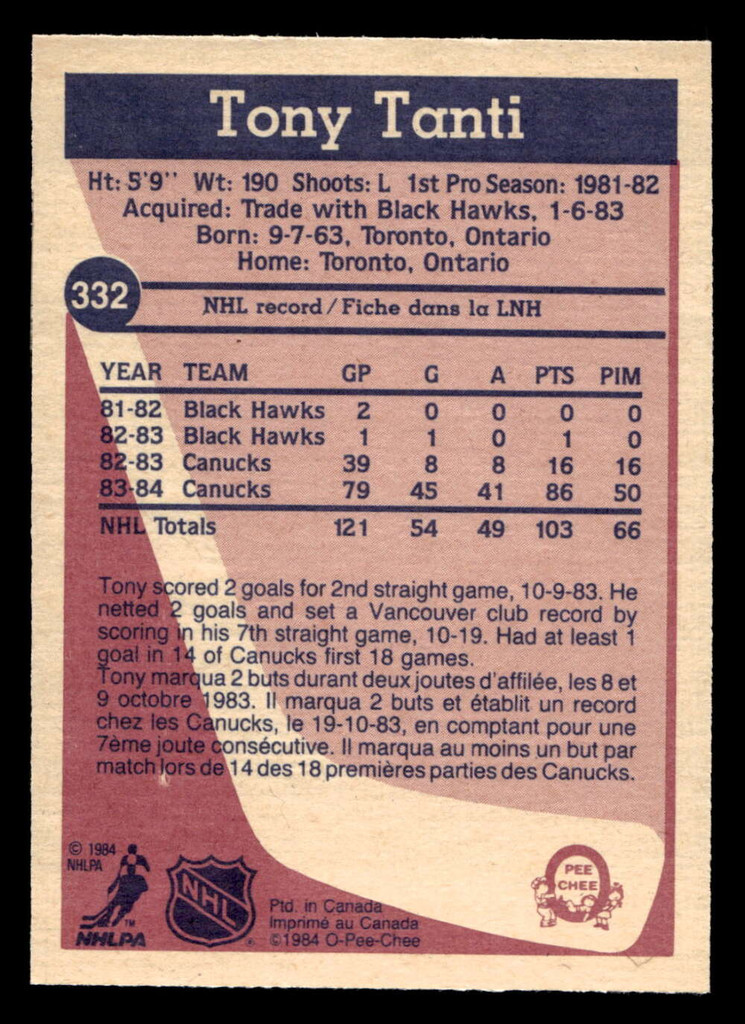 Tony Tanti
Ht: 5'9'' Wt: 190 Shoots: L 1st Pro Season: 1981-82
Acquired: Trade with Black Hawks, 1-6-83
Born: 9-7-63, Toronto, Ontario
Home: Toronto, Ontario
332
NHL record/Fiche dans la LNH
YEAR TEAM GP G A PTS PIM
81-82 Black Hawks 2 0 0 0 0
82-83 Black Hawks 1 1 0 1 0
82-83 Canucks 39 8 8 16 16
83-84 Canucks 79 45 41 86 50
NHL Totals 121 54 49 103 66
Tony scored 2 goals for 2nd straight game, 10-9-83. He
netted 2 goals and set a Vancouver club record by
scoring in his 7th straight game, 10-19. Had at least 1
goal in 14 of Canucks first 18 games.
Tony marqua 2 buts durant deux joutes d'affilée, les 8 et
9 octobre 1983. Il marqua 2 buts et établit un record
chez les Canucks, le 19-10-83, en comptant pour une
7ème joute consécutive. Il marqua au moins un but par
match lors de 14 des 18 premières parties des Canucks.
© 1984
NHLPA
TM
NHLPA
NHL
®
Ptd. in Canada
Imprimé au Canada
©1984 O-Pee-Chee
O
PEE
CHEE